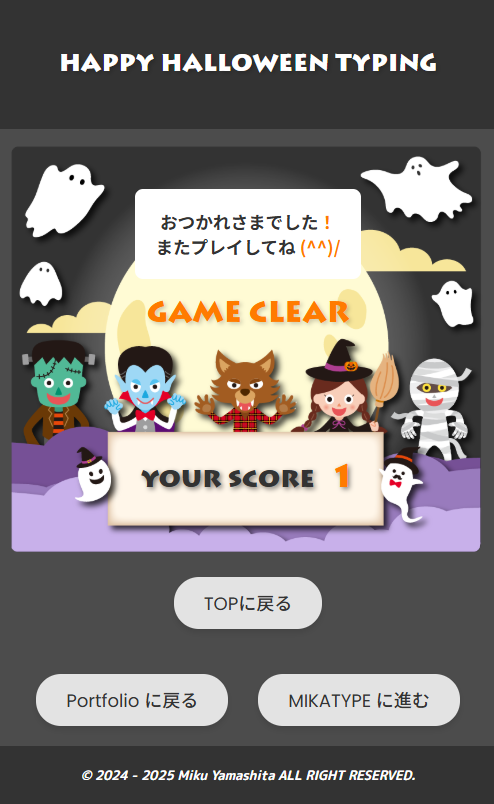 HAPPY HALLOWEEN TYPING
おつかれさまでした！
またプレイしてね (^^)/
GAME CLEAR
YOUR SCORE 1
TOPに戻る
Portfolio に戻る
MIKATYPE に進む
© 2024 - 2025 Miku Yamashita ALL RIGHT RESERVED.